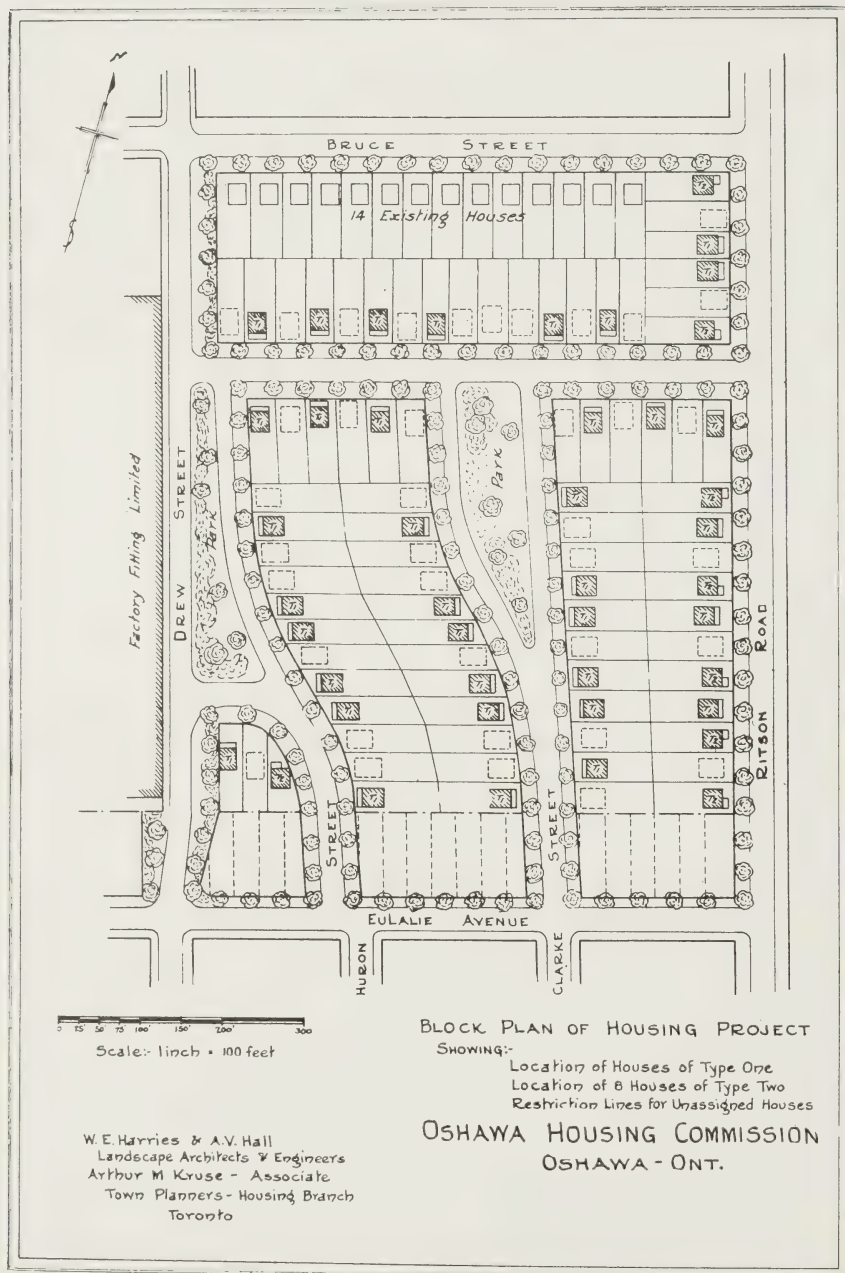 N
S
BRUCE STREET
14 Existing Houses
Factory Fitting Limited
DREW STREET
Park
Park
RITSON ROAD
STREET
STREET
EULALIE AVENUE
HURON
CLARKE
0 25' 50 75' 100' 150' 200' 300
Scale:- 1 inch = 100 feet
BLOCK PLAN OF HOUSING PROJECT
SHOWING:-
Location of Houses of Type One
Location of 8 Houses of Type Two
Restriction Lines for Unassigned Houses
OSHAWA HOUSING COMMISSION
OSHAWA - ONT.
W.E. Harries & A.V. Hall
Landscape Architects & Engineers
Arthur M Kruse - Associate
Town Planners - Housing Branch
Toronto